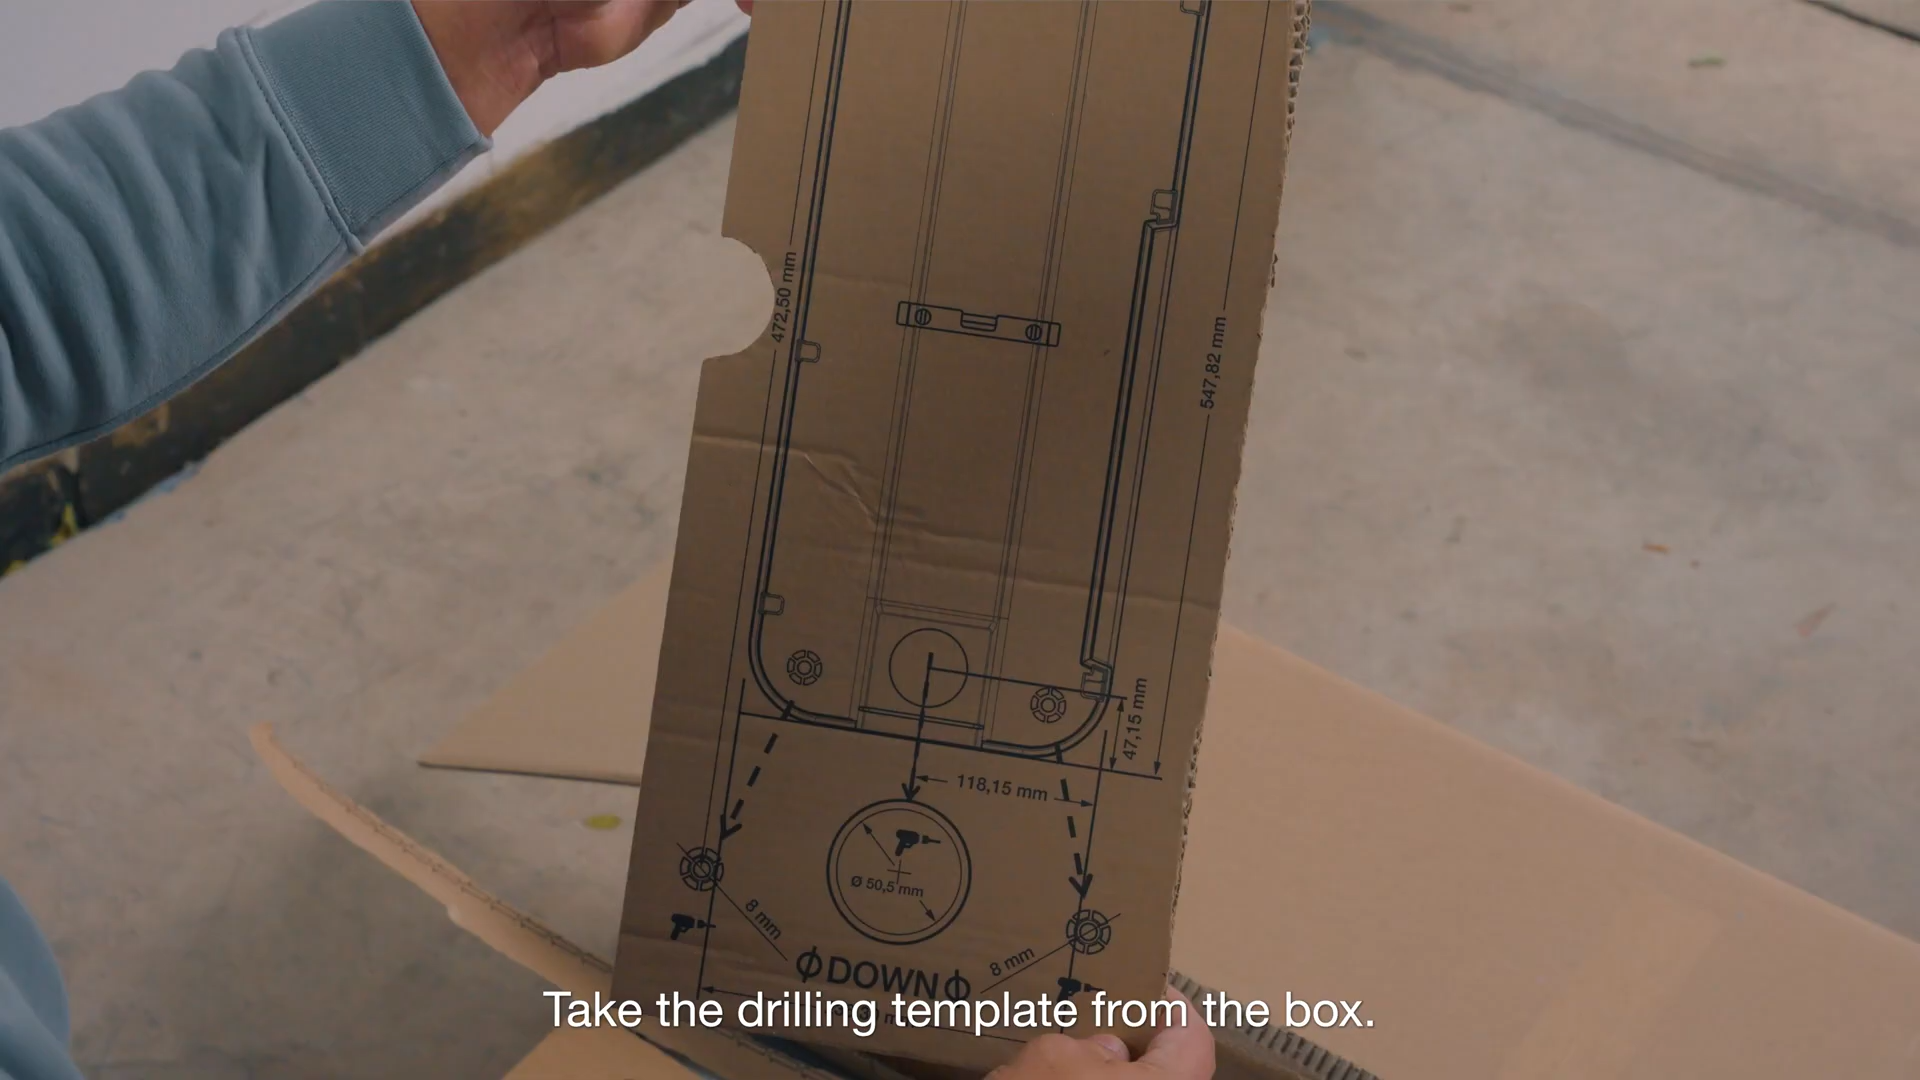 472,50 mm
547,82 mm
47,15 mm
118,15 mm
Ø 50,5 mm
8 mm
8 mm
DOWN
Take the drilling template from the box.